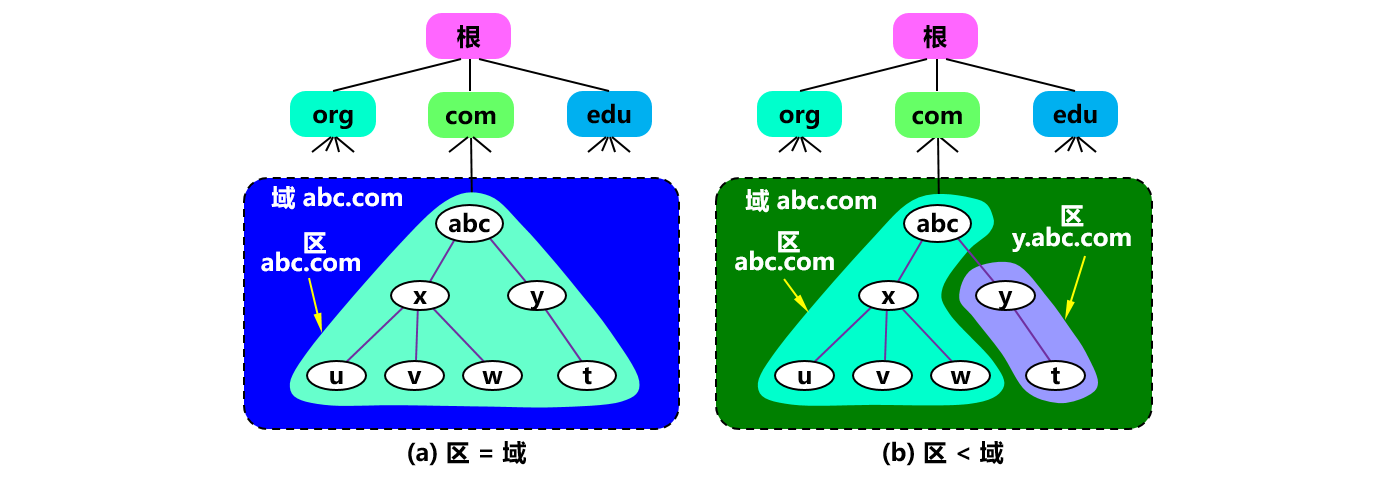 根
org
com
edu
域 abc.com
区
abc.com
abc
x
y
u
v
w
t
(a) 区 = 域
根
org
com
edu
域 abc.com
区
abc.com
区
y.abc.com
abc
x
y
u
v
w
t
(b) 区 < 域